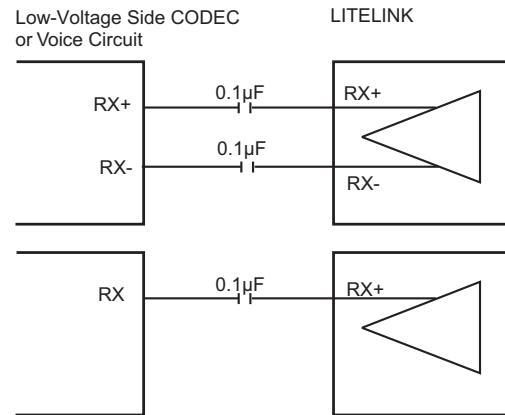 Low-Voltage Side CODEC
or Voice Circuit
LITELINK
0.1μF
RX+
RX+
0.1μF
RX-
RX-
0.1μF
RX
RX+